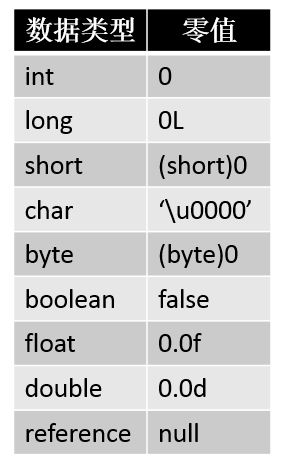 数据类型 零值
int 0
long 0L
short (short)0
char ‘\u0000’
byte (byte)0
boolean false
float 0.0f
double 0.0d
reference null